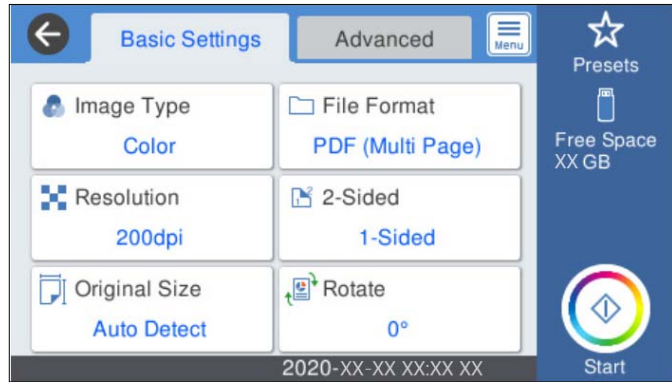 Basic Settings
Advanced
Menu
Image Type
Color
File Format
PDF (Multi Page)
Resolution
200dpi
2-Sided
1-Sided
Original Size
Auto Detect
Rotate
0°
2020-XX-XX XX:XX XX
Presets
Free Space
XX GB
Start